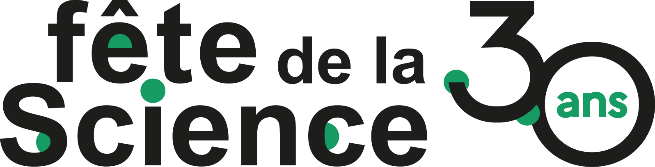 fête de la
Science
30
ans